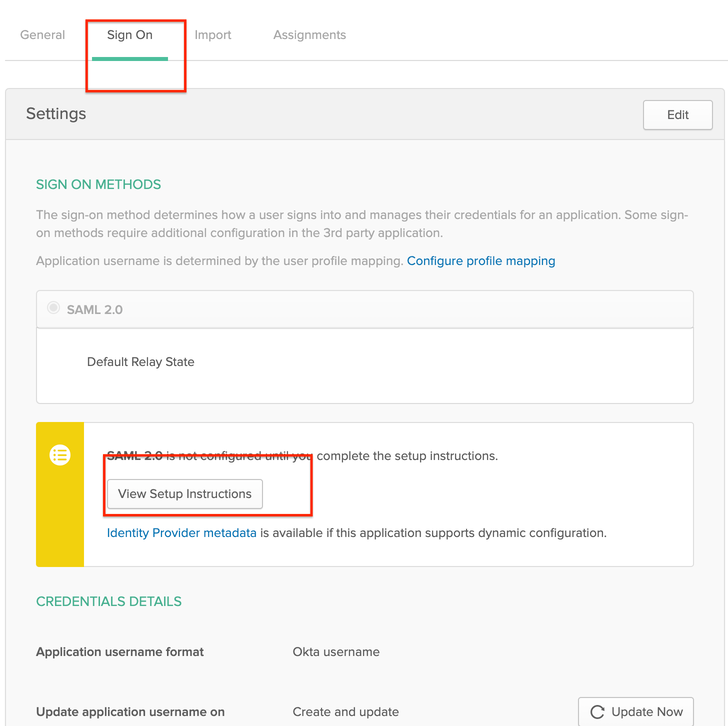 General Sign On Import Assignments
Settings
Edit
SIGN ON METHODS
The sign-on method determines how a user signs into and manages their credentials for an application. Some sign-
on methods require additional configuration in the 3rd party application.
Application username is determined by the user profile mapping. Configure profile mapping
SAML 2.0
Default Relay State
SAML 2.0 is not configured until you complete the setup instructions.
View Setup Instructions
Identity Provider metadata is available if this application supports dynamic configuration.
CREDENTIALS DETAILS
Application username format Okta username
Update application username on Create and update Update Now